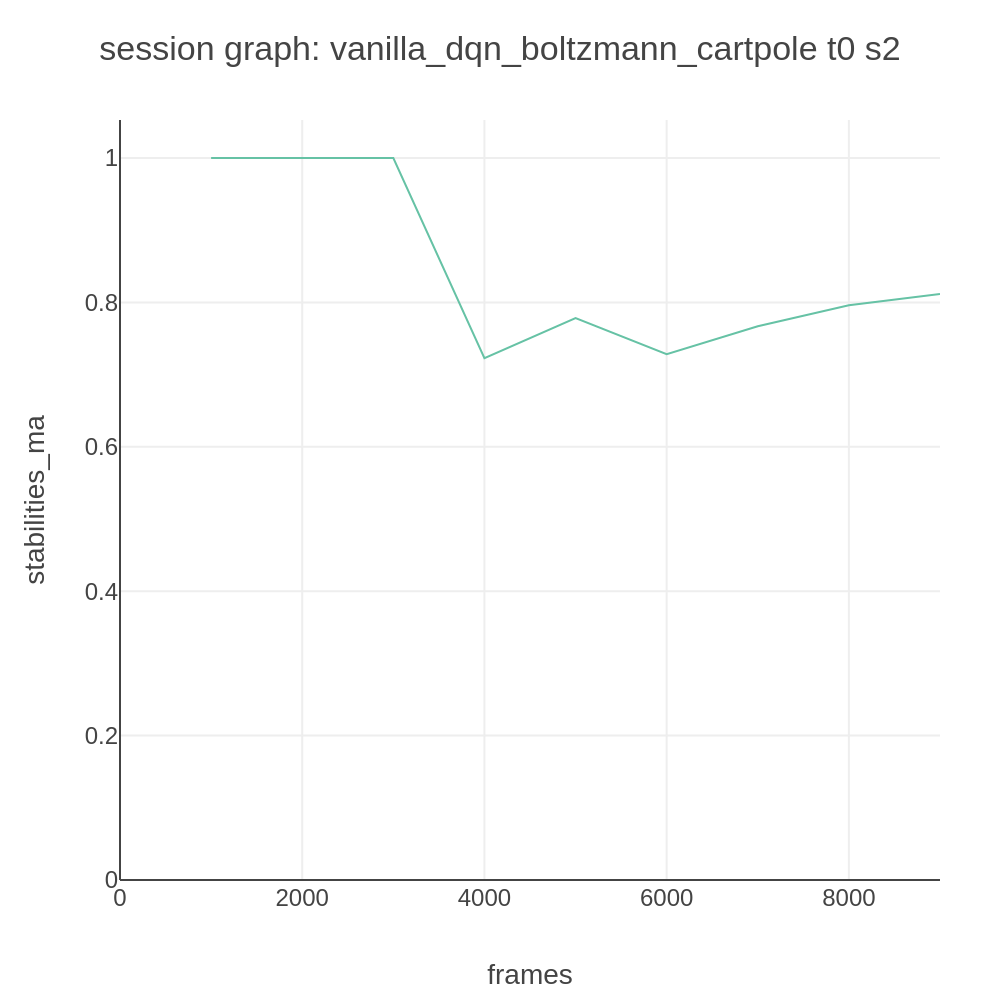 session graph: vanilla_dqn_boltzmann_cartpole t0 s2
1
0.8
0.6
0.4
0.2
0
stabilities_ma
0 2000 4000 6000 8000
frames